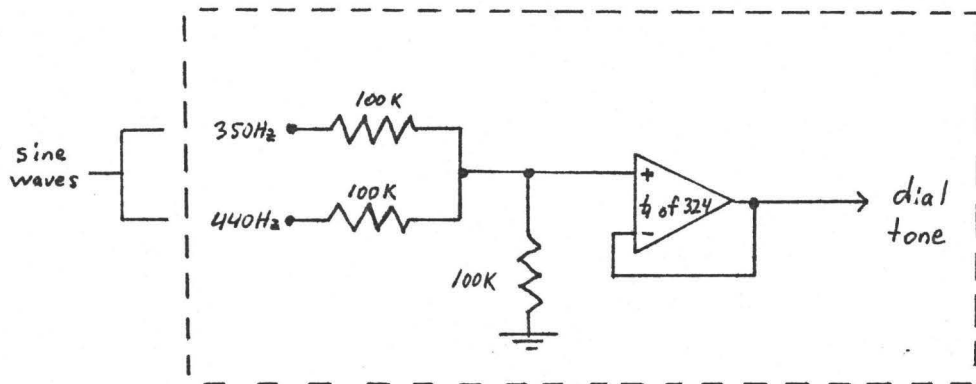 100K
350Hz
sine
waves
100K
440Hz
+
¼ of 324
−
dial
tone
100K